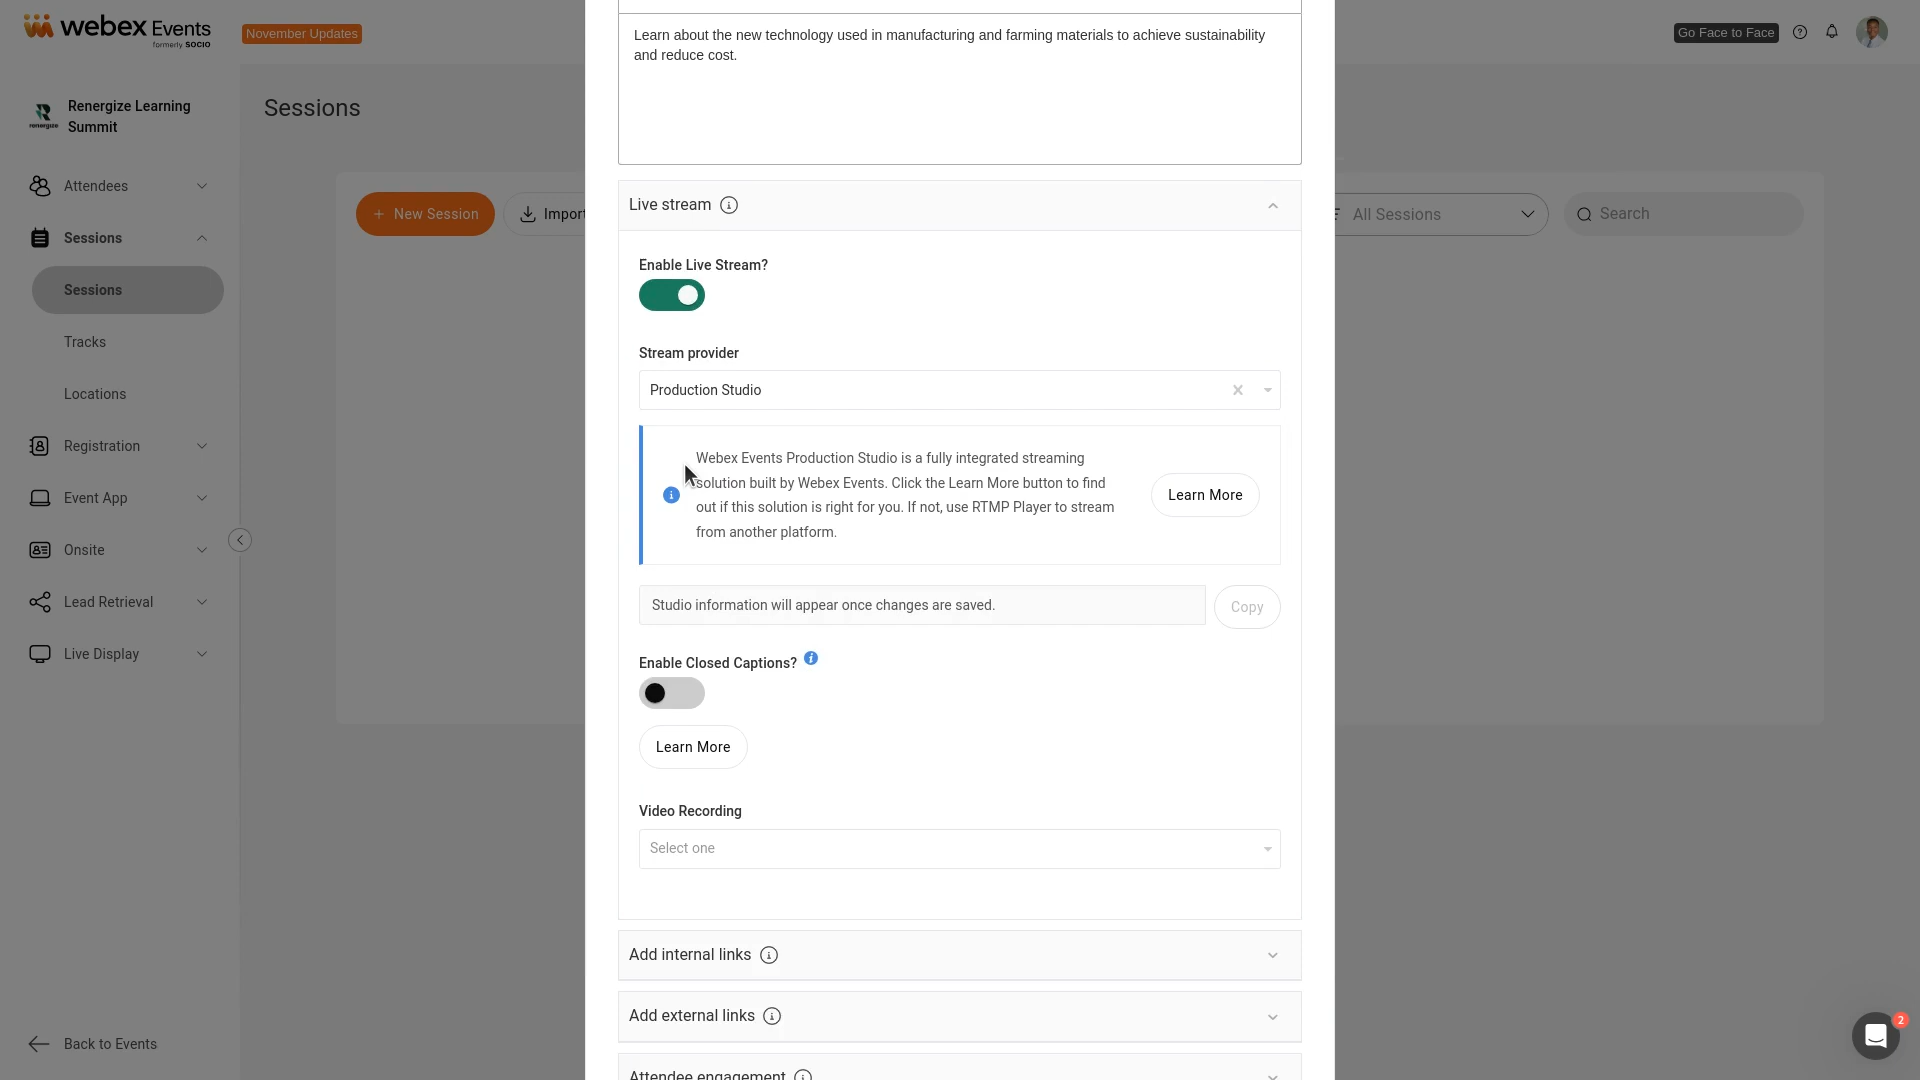 webex Events
formerly SOCIO
November Updates
Go Face to Face
Renergize Learning
Summit
renergize
Attendees
Sessions
Sessions
Tracks
Locations
Registration
Event App
Onsite
Lead Retrieval
Live Display
Back to Events
Sessions
+ New Session
Import
All Sessions
Search
Learn about the new technology used in manufacturing and farming materials to achieve sustainability
and reduce cost.
Live stream
Enable Live Stream?
Stream provider
Production Studio
Webex Events Production Studio is a fully integrated streaming
solution built by Webex Events. Click the Learn More button to find
out if this solution is right for you. If not, use RTMP Player to stream
from another platform.
Learn More
Studio information will appear once changes are saved.
Copy
Enable Closed Captions?
Learn More
Video Recording
Select one
Add internal links
Add external links
Attendee engagement
2